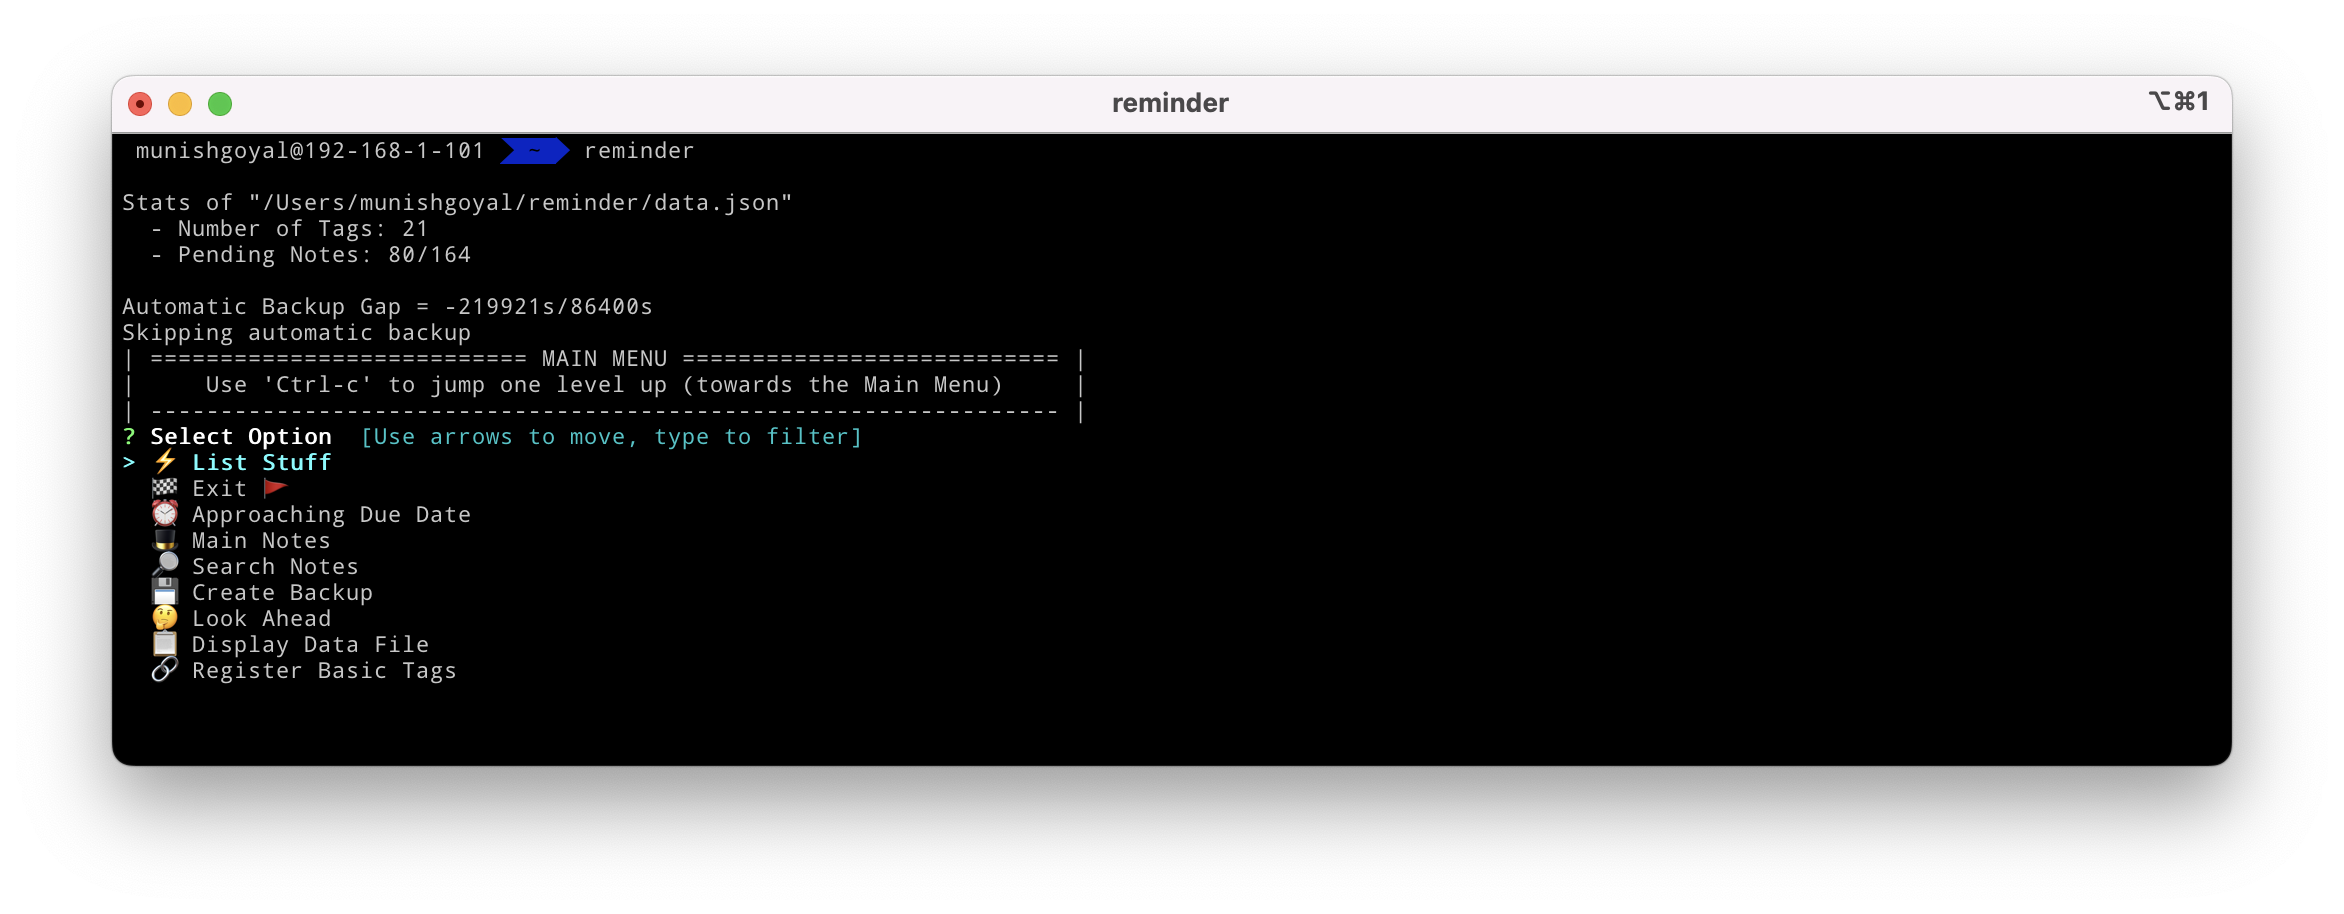 reminder ⌥⌘1
munishgoyal@192-168-1-101 ~ reminder
Stats of "/Users/munishgoyal/reminder/data.json"
- Number of Tags: 21
- Pending Notes: 80/164
Automatic Backup Gap = -219921s/86400s
Skipping automatic backup
| =========================== MAIN MENU =========================== |
| Use 'Ctrl-c' to jump one level up (towards the Main Menu) |
| ----------------------------------------------------------------- |
? Select Option [Use arrows to move, type to filter]
> ⚡ List Stuff
🏁 Exit 🚩
⏰ Approaching Due Date
🎩 Main Notes
🔎 Search Notes
💾 Create Backup
🤔 Look Ahead
📋 Display Data File
🔗 Register Basic Tags